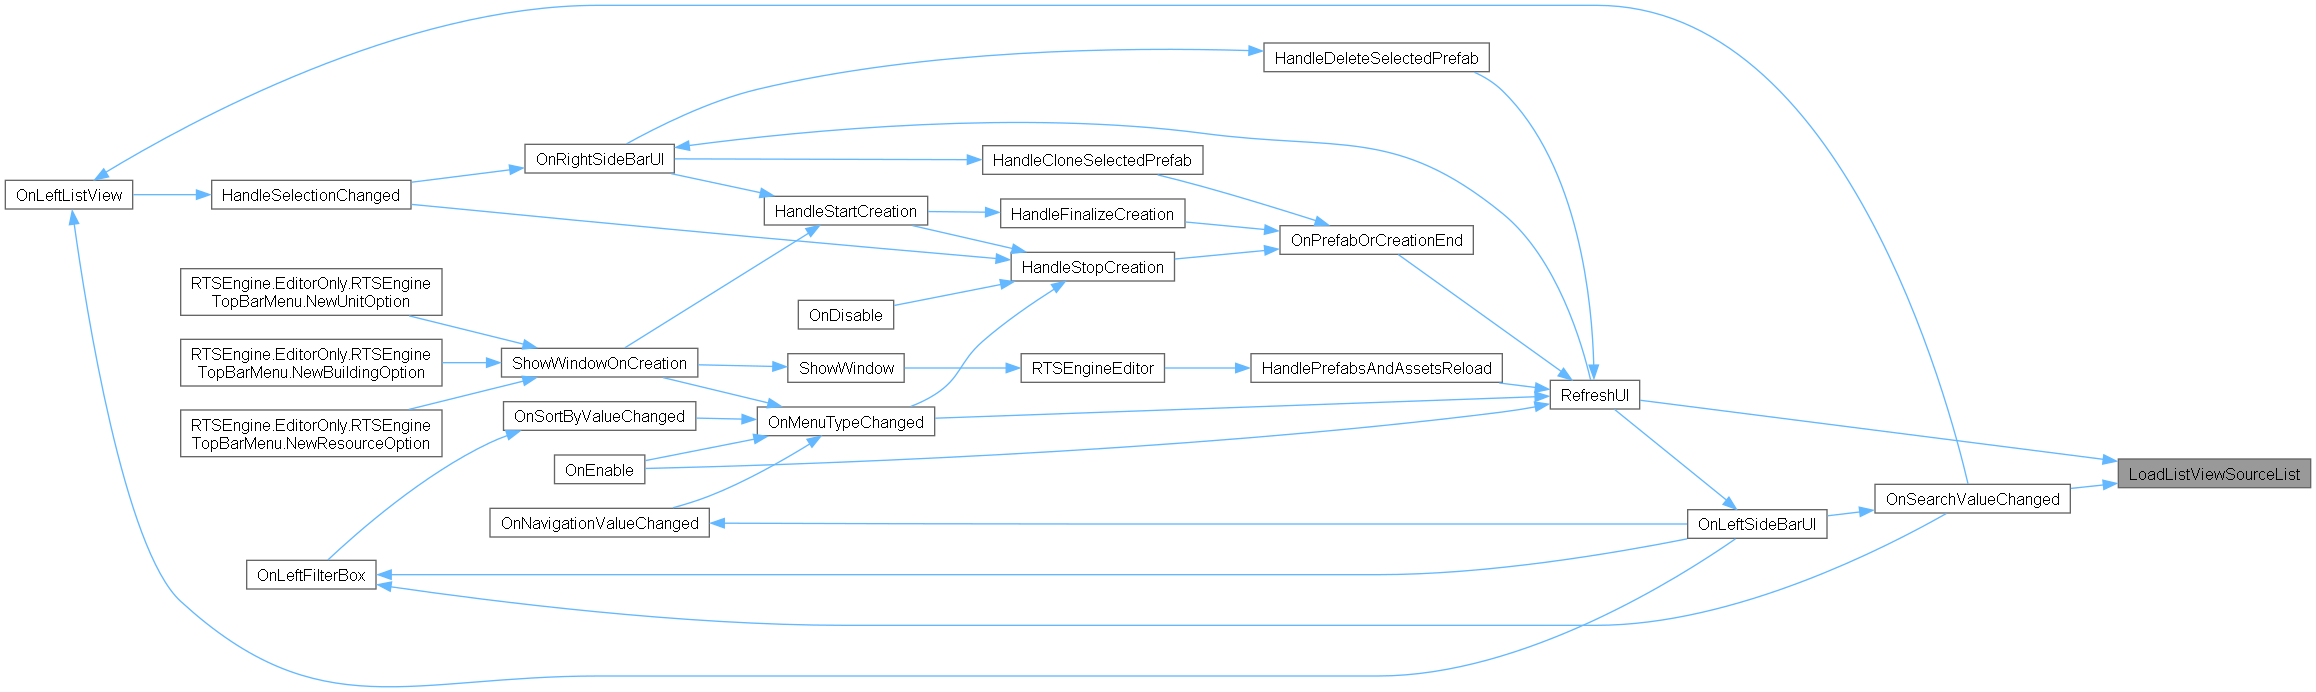 HandleDeleteSelectedPrefab
OnRightSideBarUI
HandleCloneSelectedPrefab
OnLeftListView
HandleSelectionChanged
HandleStartCreation
HandleFinalizeCreation
OnPrefabOrCreationEnd
HandleStopCreation
RTSEngine.EditorOnly.RTSEngine
TopBarMenu.NewUnitOption
OnDisable
RTSEngine.EditorOnly.RTSEngine
TopBarMenu.NewBuildingOption
ShowWindowOnCreation
ShowWindow
RTSEngineEditor
HandlePrefabsAndAssetsReload
RefreshUI
RTSEngine.EditorOnly.RTSEngine
TopBarMenu.NewResourceOption
OnSortByValueChanged
OnMenuTypeChanged
OnEnable
LoadListViewSourceList
OnSearchValueChanged
OnNavigationValueChanged
OnLeftSideBarUI
OnLeftFilterBox